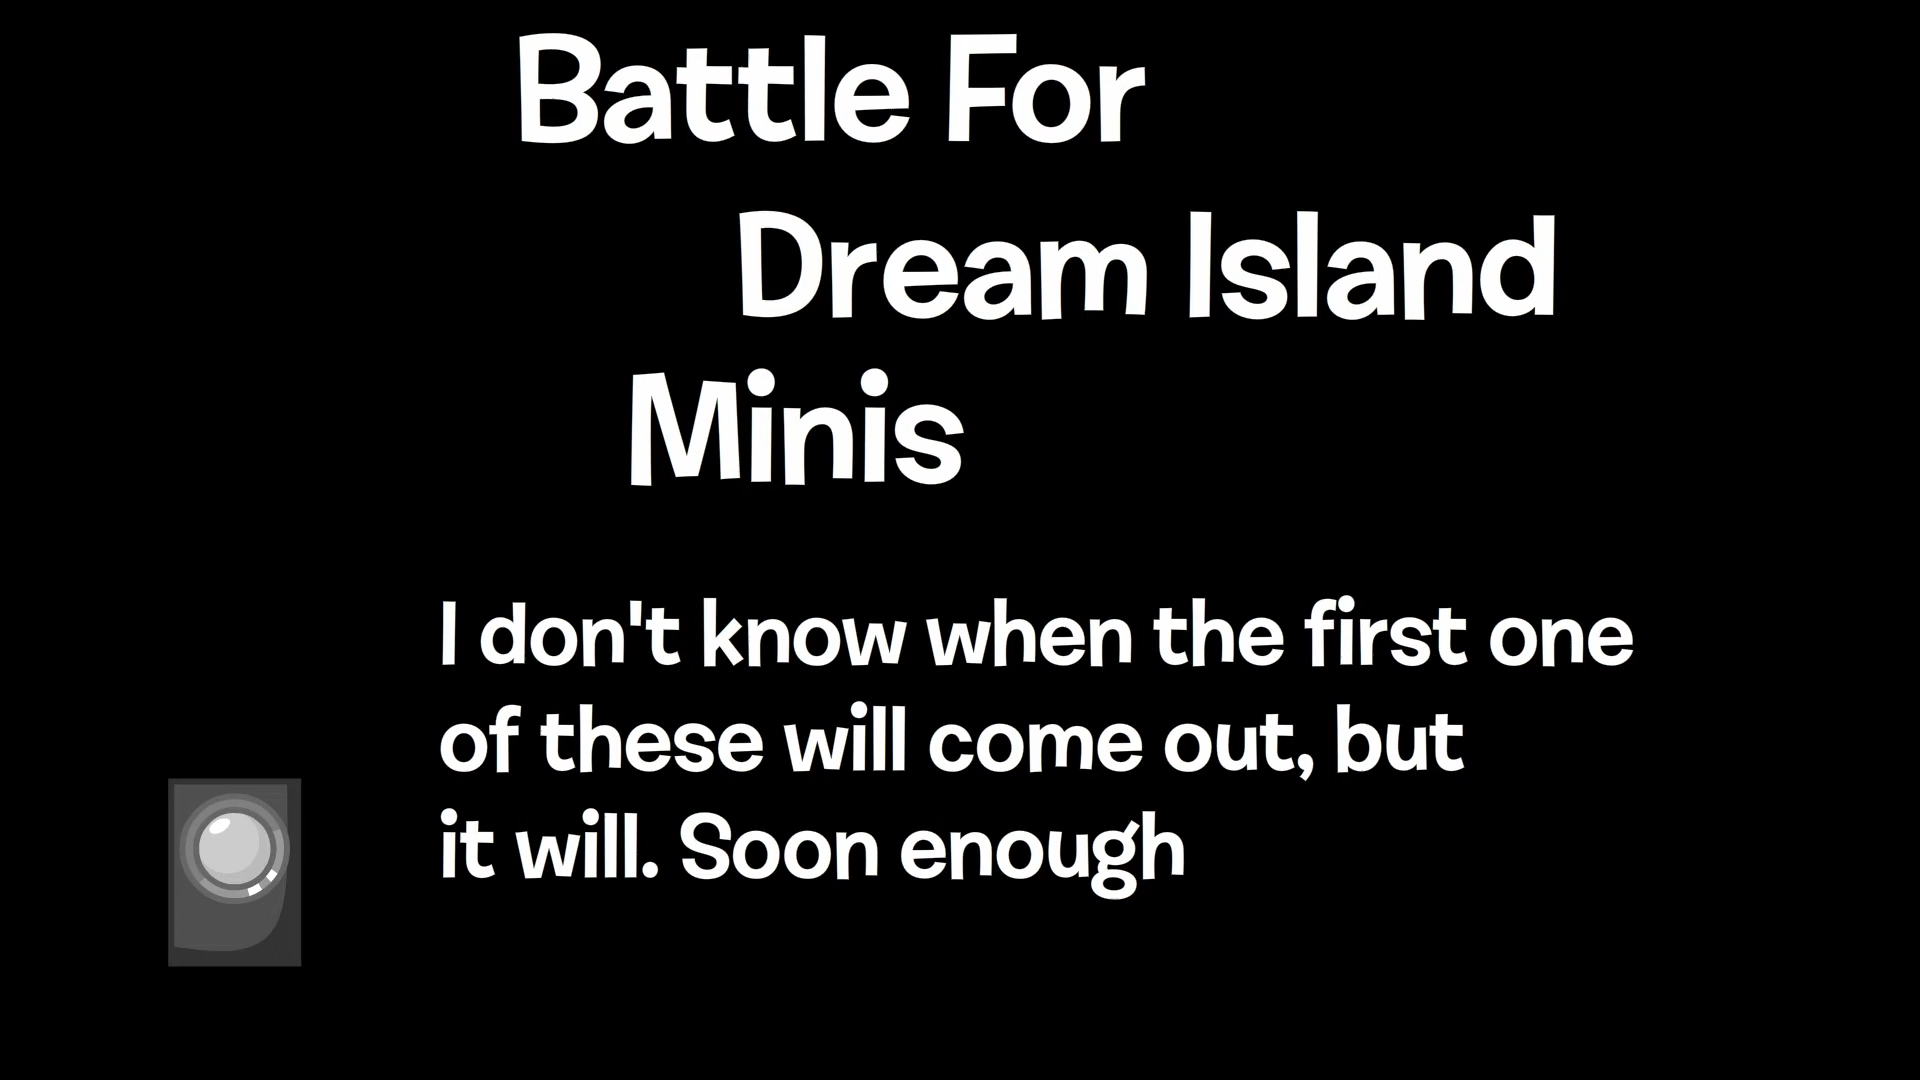 Battle For
Dream Island
Minis
I don't know when the first one
of these will come out, but
it will. Soon enough